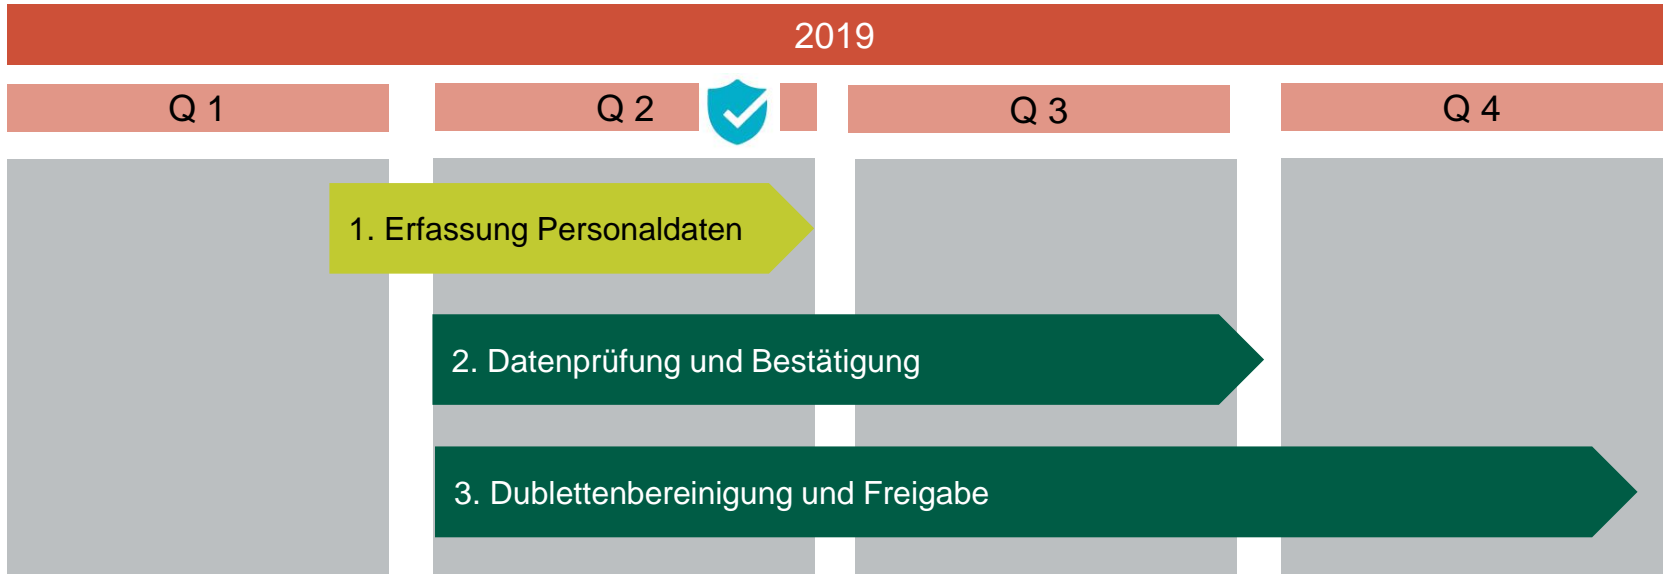 2019
Q 1
Q 2
Q 3
Q 4
1. Erfassung Personaldaten
2. Datenprüfung und Bestätigung
3. Dublettenbereinigung und Freigabe